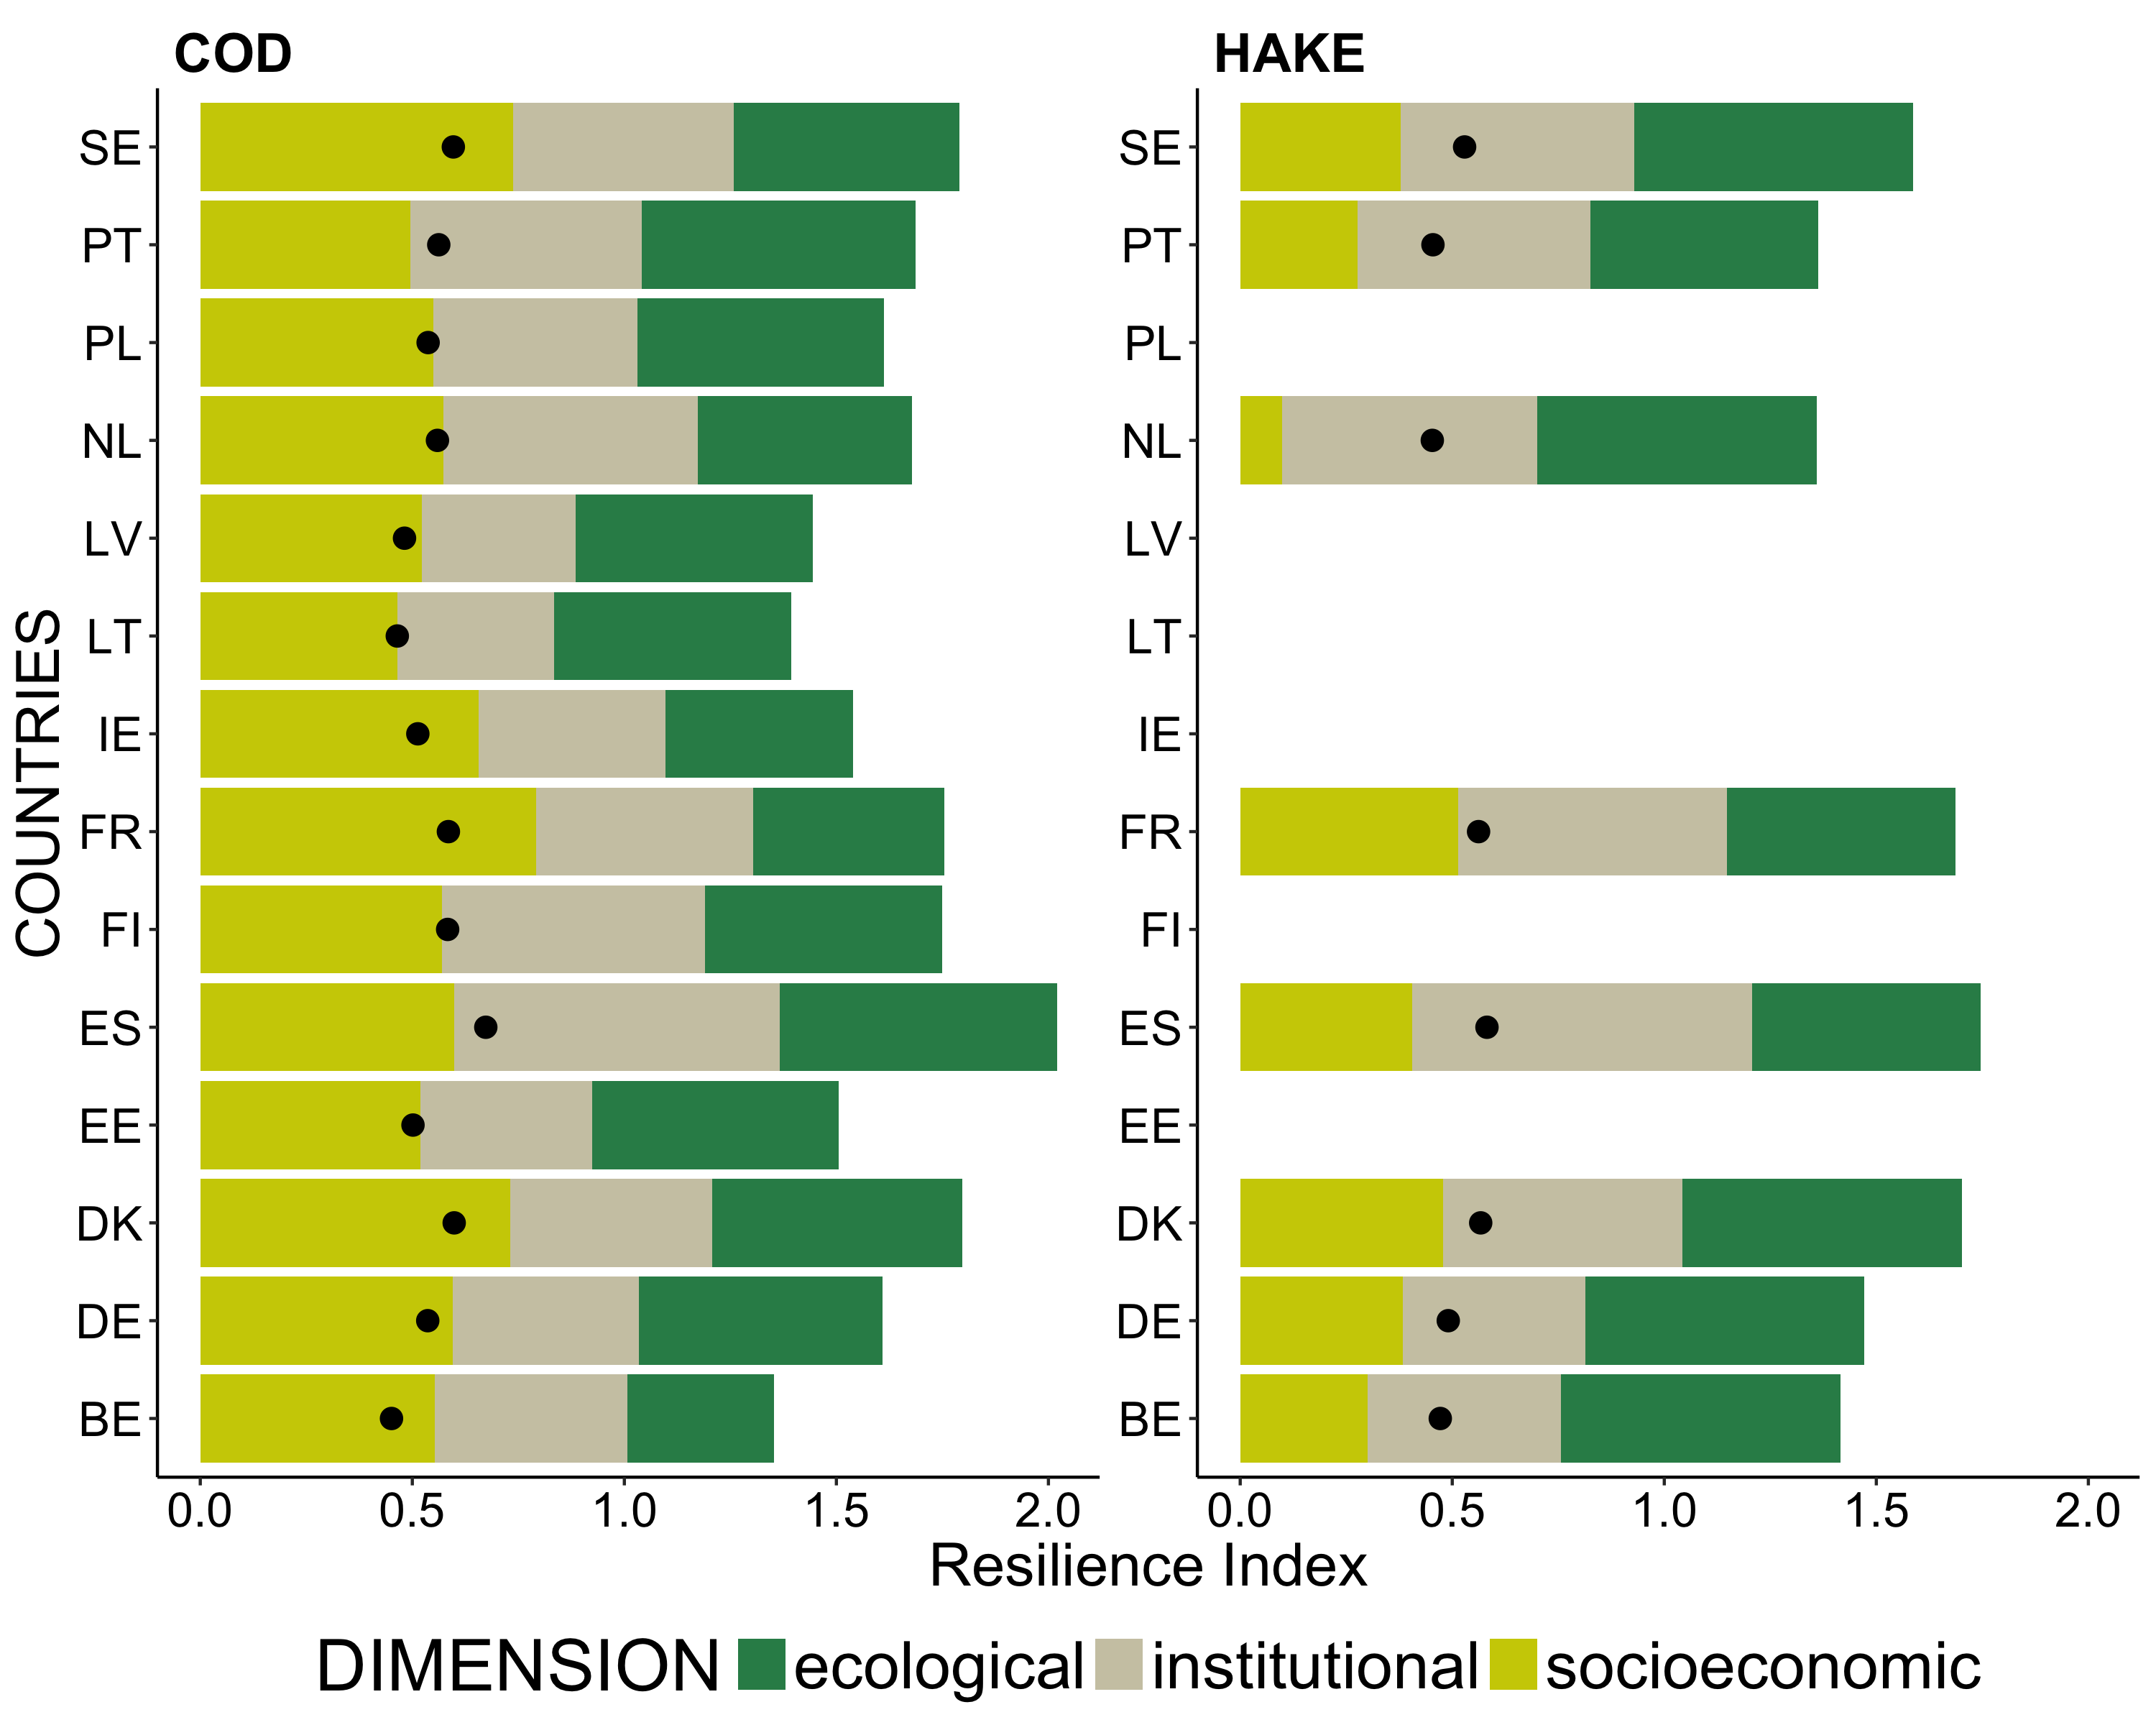 COD
HAKE
COUNTRIES
SE
PT
PL
NL
LV
LT
IE
FR
FI
ES
EE
DK
DE
BE
0.0 0.5 1.0 1.5 2.0
SE
PT
PL
NL
LV
LT
IE
FR
FI
ES
EE
DK
DE
BE
0.0 0.5 1.0 1.5 2.0
Resilience Index
DIMENSION ecological institutional socioeconomic